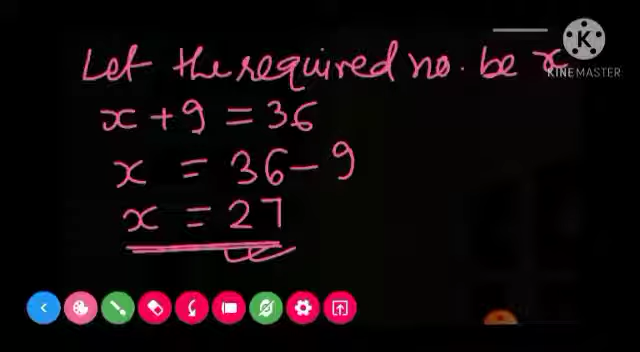 Let the required no. be x
KINEMASTER
x + 9 = 36
x = 36 - 9
x = 27